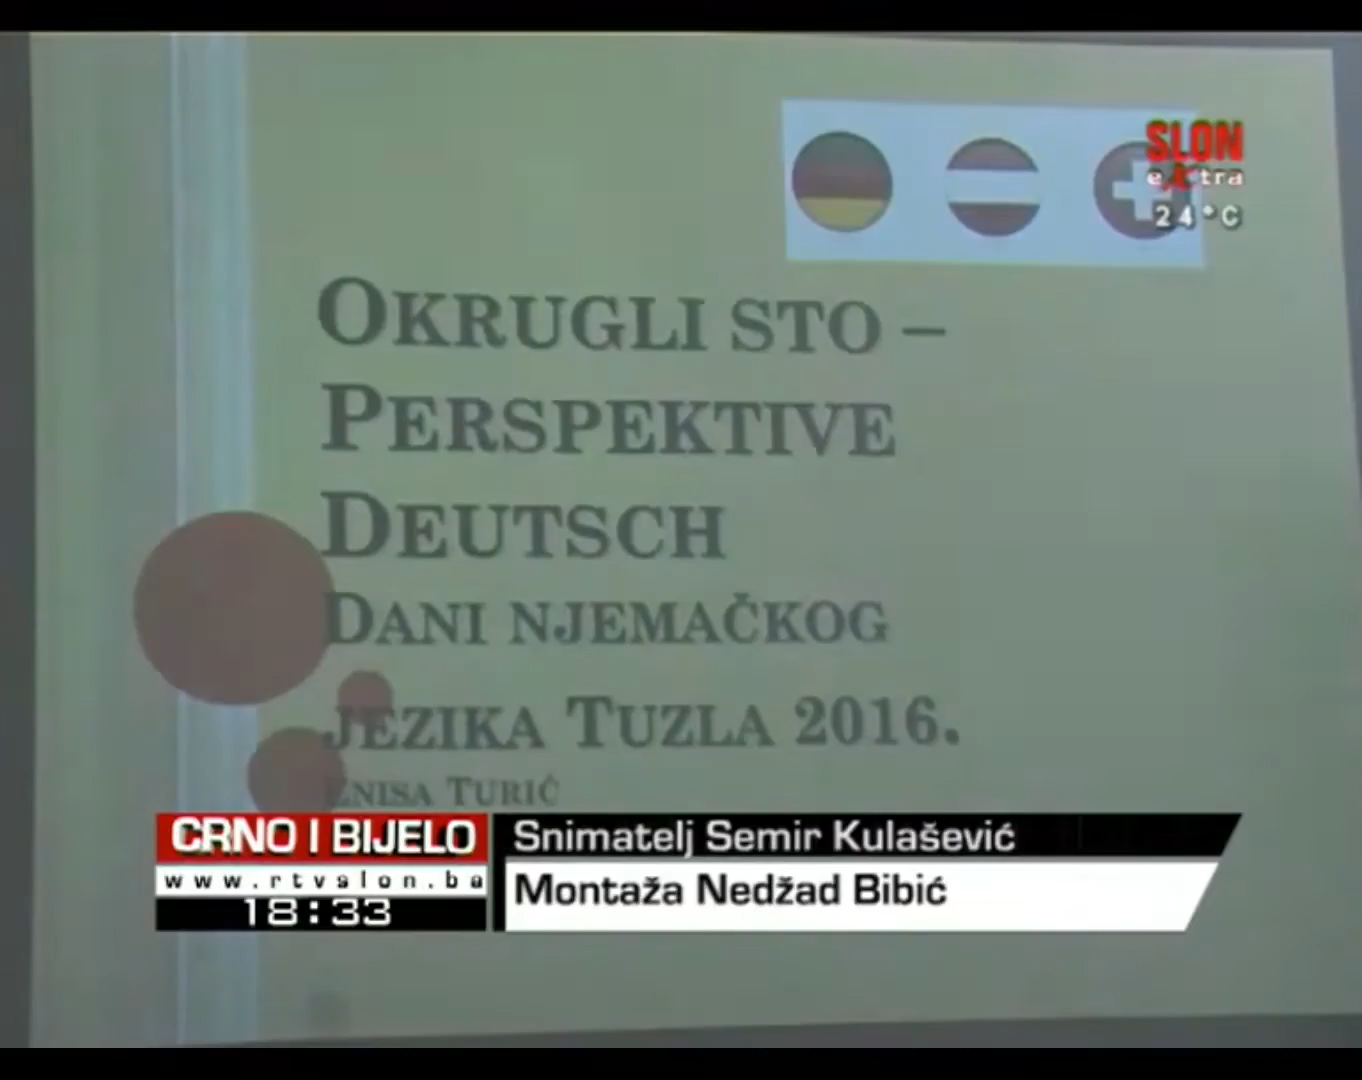 SLON
extra
24°C
OKRUGLI STO –
PERSPEKTIVE
DEUTSCH
DANI NJEMAČKOG
JEZIKA TUZLA 2016.
ENISA TURIĆ
CRNO I BIJELO
www.rtvslon.ba
18:33
Snimatelj Semir Kulašević
Montaža Nedžad Bibić